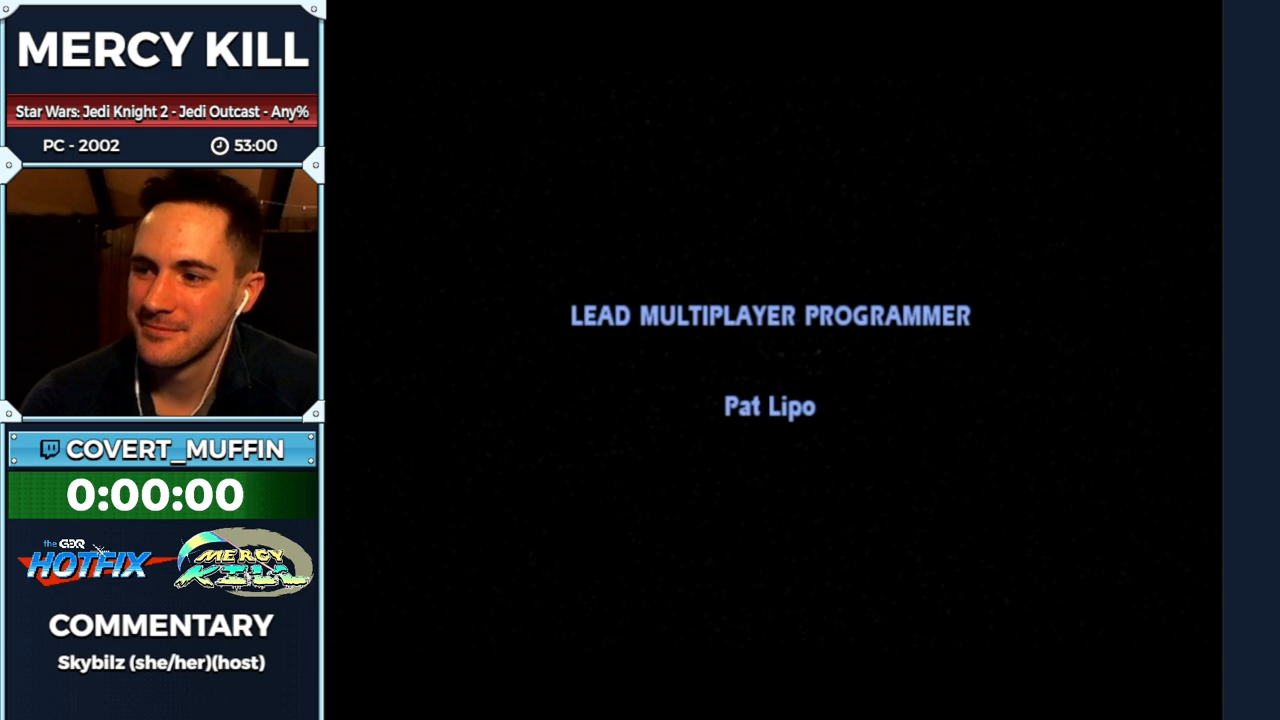 MERCY KILL
Star Wars: Jedi Knight 2 - Jedi Outcast - Any%
PC - 2002
53:00
COVERT_MUFFIN
0:00:00
the GDQ
HOTFIX
MERCY
KILL
COMMENTARY
Skybilz (she/her)(host)
LEAD MULTIPLAYER PROGRAMMER
Pat Lipo